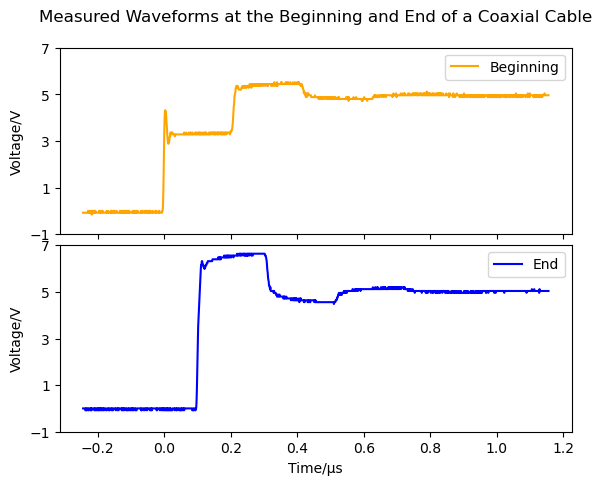 Measured Waveforms at the Beginning and End of a Coaxial Cable
7
5
3
1
−1
Voltage/V
Beginning
7
5
3
1
−1
Voltage/V
End
−0.2 0.0 0.2 0.4 0.6 0.8 1.0 1.2
Time/µs